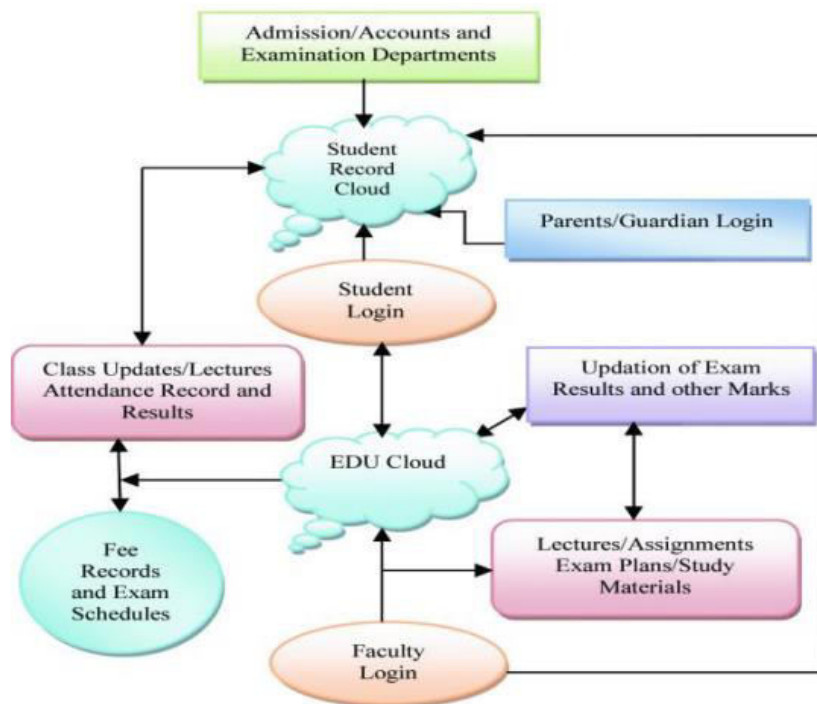 Admission/Accounts and
Examination Departments
Student
Record
Cloud
Parents/Guardian Login
Student
Login
Class Updates/Lectures
Attendance Record and
Results
Updation of Exam
Results and other Marks
EDU Cloud
Fee
Records
and Exam
Schedules
Lectures/Assignments
Exam Plans/Study
Materials
Faculty
Login